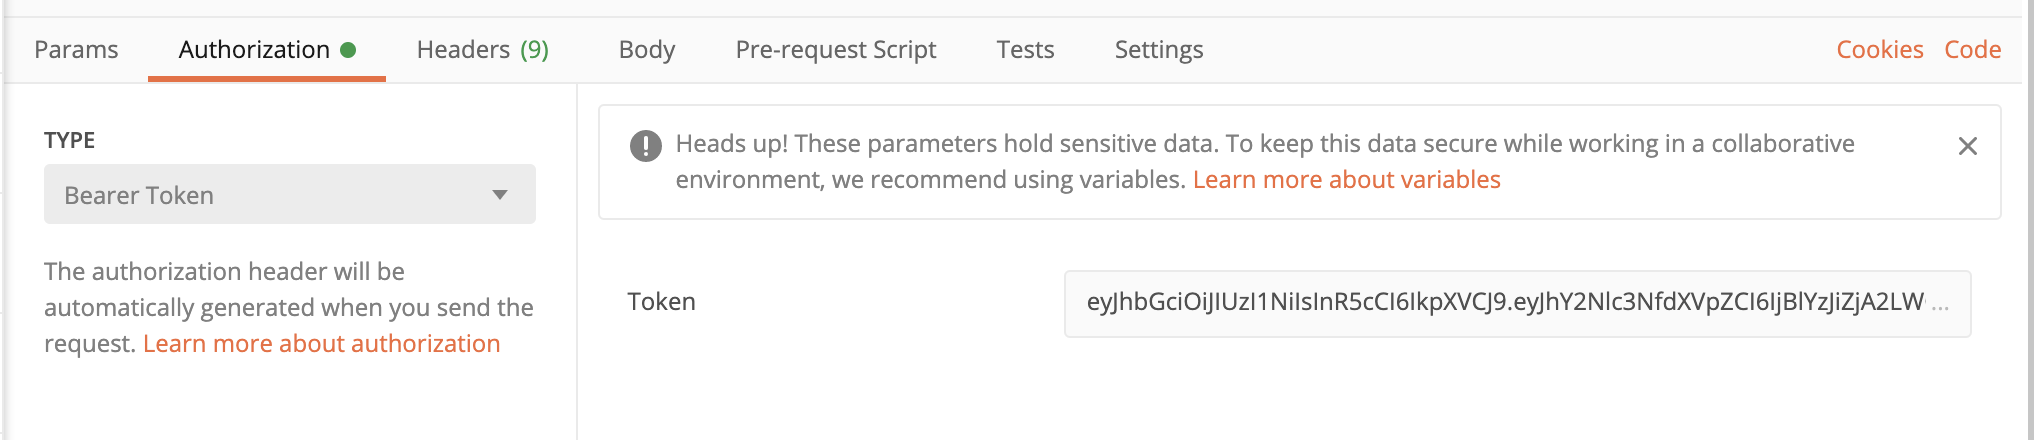 Params Authorization Headers (9) Body Pre-request Script Tests Settings Cookies Code
TYPE
Bearer Token
The authorization header will be
automatically generated when you send the
request. Learn more about authorization
Heads up! These parameters hold sensitive data. To keep this data secure while working in a collaborative
environment, we recommend using variables. Learn more about variables
Token
eyJhbGciOiJIUzI1NiIsInR5cCI6IkpXVCJ9.eyJhY2Nlc3NfdXVpZCI6IjBlYzJiZjA2LW ...